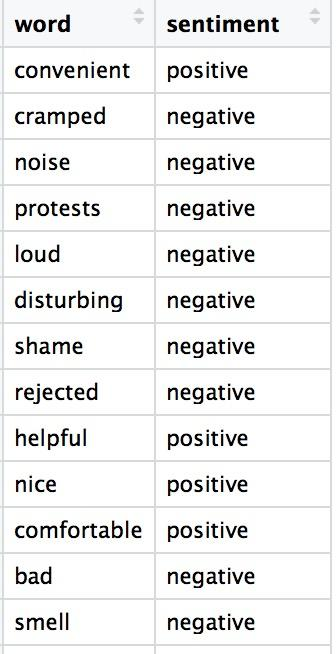 word sentiment
convenient positive
cramped negative
noise negative
protests negative
loud negative
disturbing negative
shame negative
rejected negative
helpful positive
nice positive
comfortable positive
bad negative
smell negative